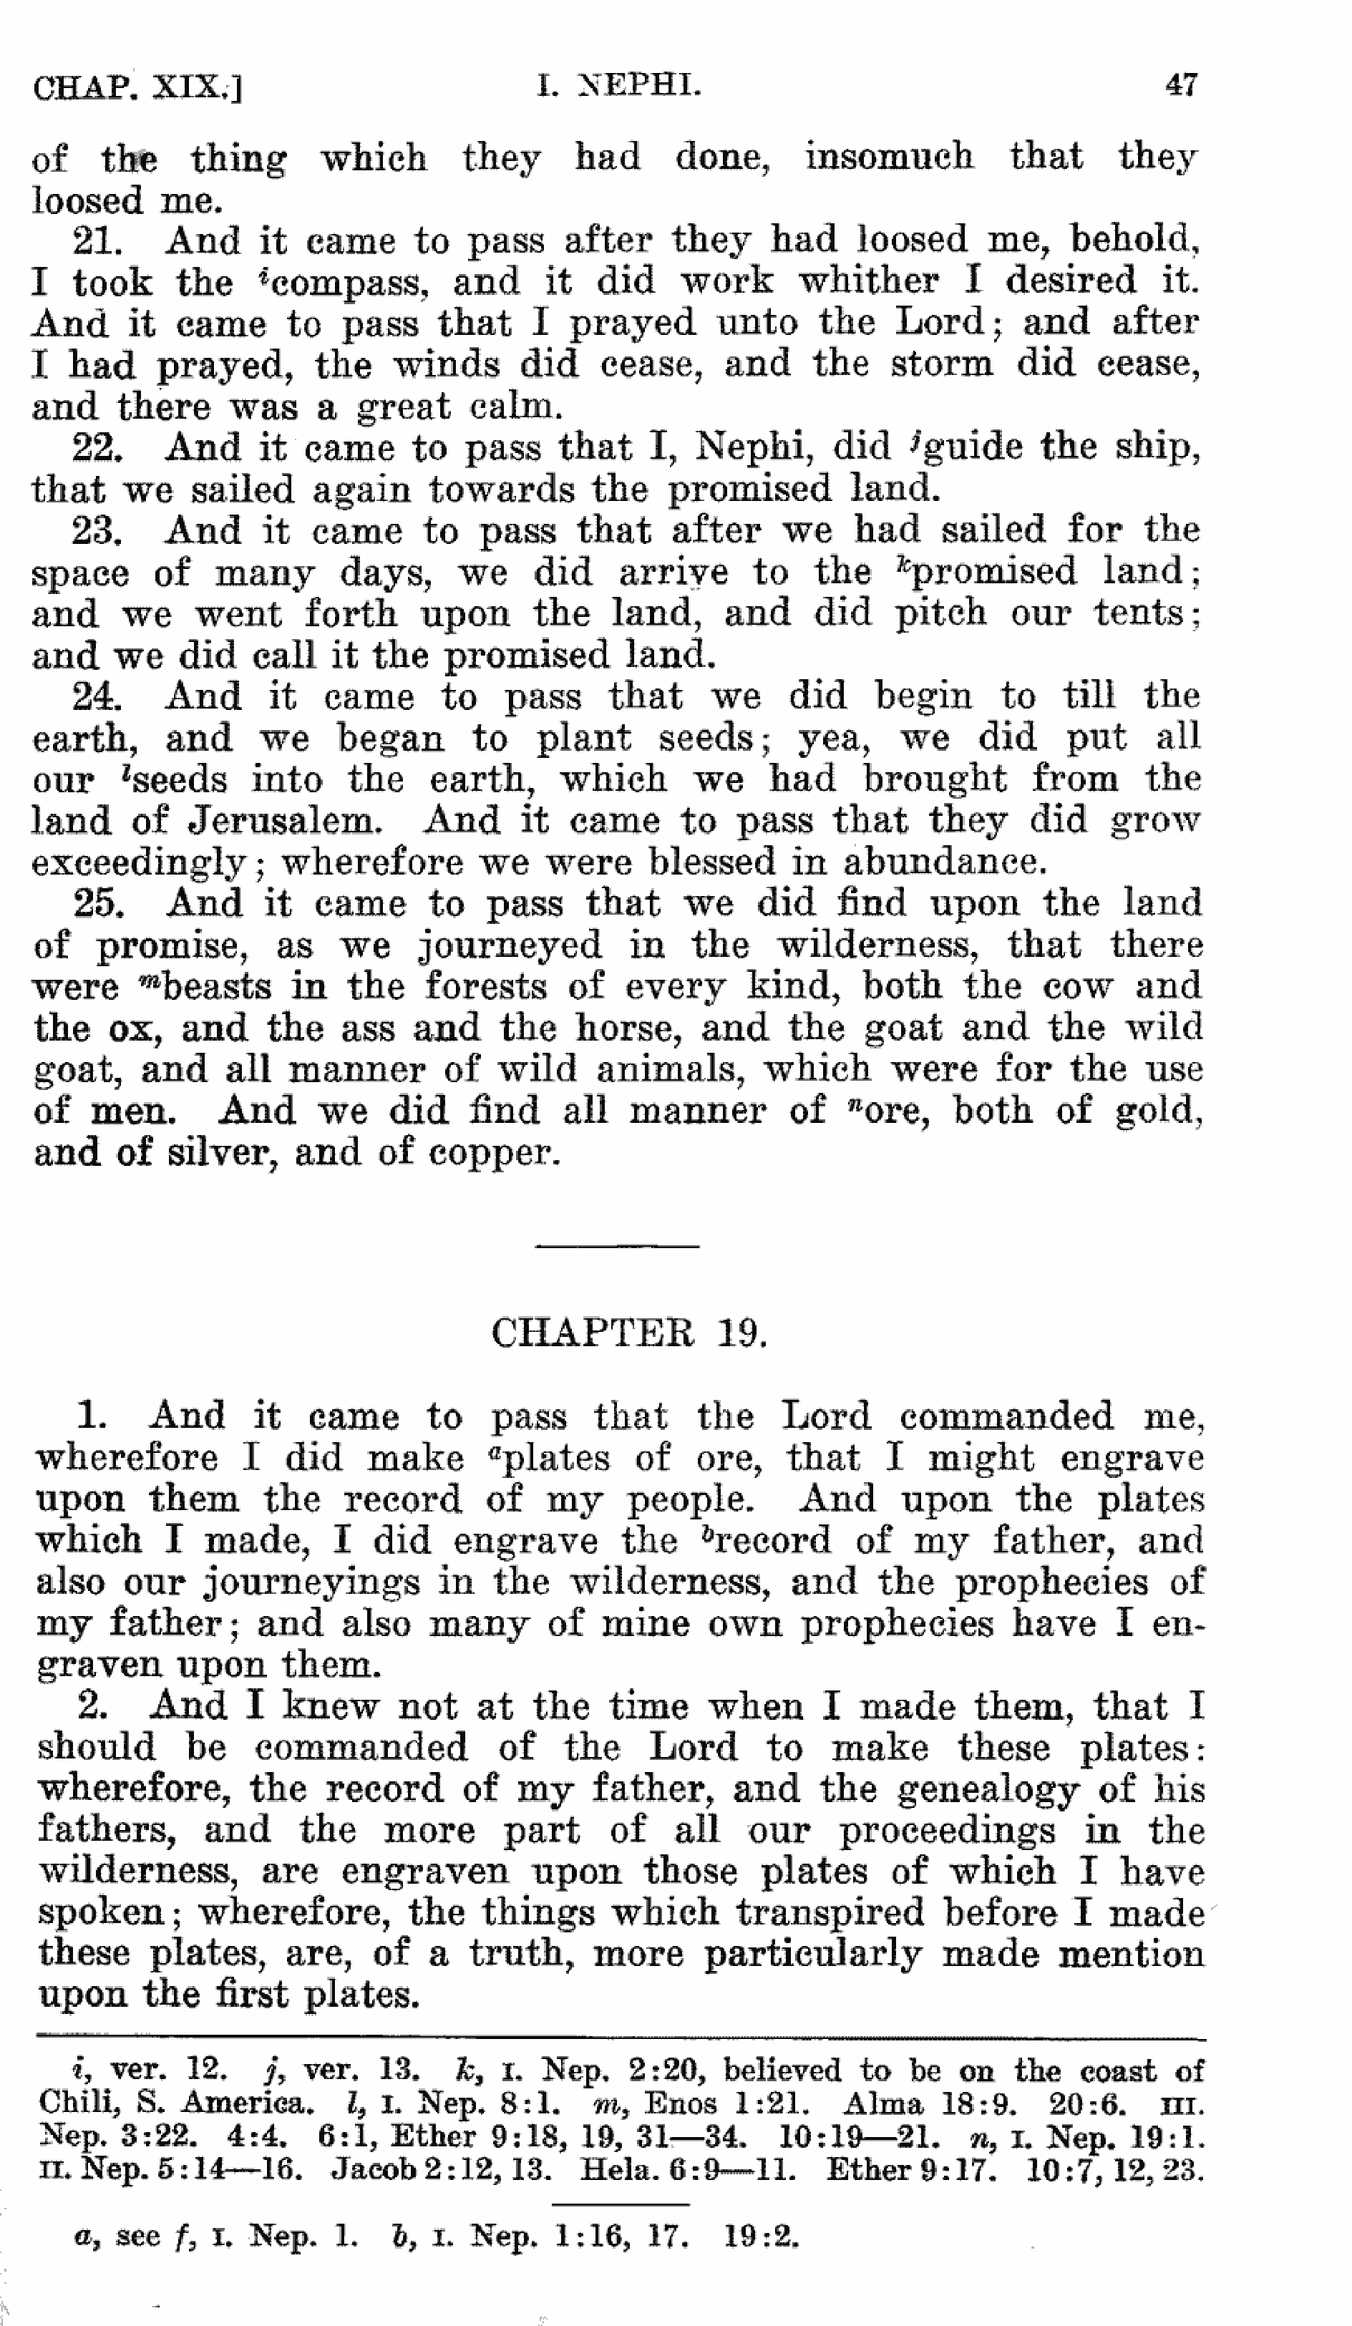 CHAP. XIX.] I. NEPHI. 47
of the thing which they had done, insomuch that they
loosed me.
21. And it came to pass after they had loosed me, behold,
I took the icompass, and it did work whither I desired it.
And it came to pass that I prayed unto the Lord; and after
I had prayed, the winds did cease, and the storm did cease,
and there was a great calm.
22. And it came to pass that I, Nephi, did jguide the ship,
that we sailed again towards the promised land.
23. And it came to pass that after we had sailed for the
space of many days, we did arrive to the kpromised land;
and we went forth upon the land, and did pitch our tents;
and we did call it the promised land.
24. And it came to pass that we did begin to till the
earth, and we began to plant seeds; yea, we did put all
our lseeds into the earth, which we had brought from the
land of Jerusalem. And it came to pass that they did grow
exceedingly; wherefore we were blessed in abundance.
25. And it came to pass that we did find upon the land
of promise, as we journeyed in the wilderness, that there
were mbeasts in the forests of every kind, both the cow and
the ox, and the ass and the horse, and the goat and the wild
goat, and all manner of wild animals, which were for the use
of men. And we did find all manner of nore, both of gold,
and of silver, and of copper.
CHAPTER 19.
1. And it came to pass that the Lord commanded me,
wherefore I did make aplates of ore, that I might engrave
upon them the record of my people. And upon the plates
which I made, I did engrave the brecord of my father, and
also our journeyings in the wilderness, and the prophecies of
my father; and also many of mine own prophecies have I en-
graven upon them.
2. And I knew not at the time when I made them, that I
should be commanded of the Lord to make these plates:
wherefore, the record of my father, and the genealogy of his
fathers, and the more part of all our proceedings in the
wilderness, are engraven upon those plates of which I have
spoken; wherefore, the things which transpired before I made
these plates, are, of a truth, more particularly made mention
upon the first plates.
i, ver. 12. j, ver. 13. k, I. Nep. 2:20, believed to be on the coast of
Chili, S. America. l, I. Nep. 8:1. m, Enos 1:21. Alma 18:9. 20:6. III.
Nep. 3:22. 4:4. 6:1, Ether 9:18, 19, 31—34. 10:19—21. n, I. Nep. 19:1.
II. Nep. 5:14—16. Jacob 2:12, 13. Hela. 6:9—11. Ether 9:17. 10:7, 12, 23.
a, see f, I. Nep. 1. b, I. Nep. 1:16, 17. 19:2.